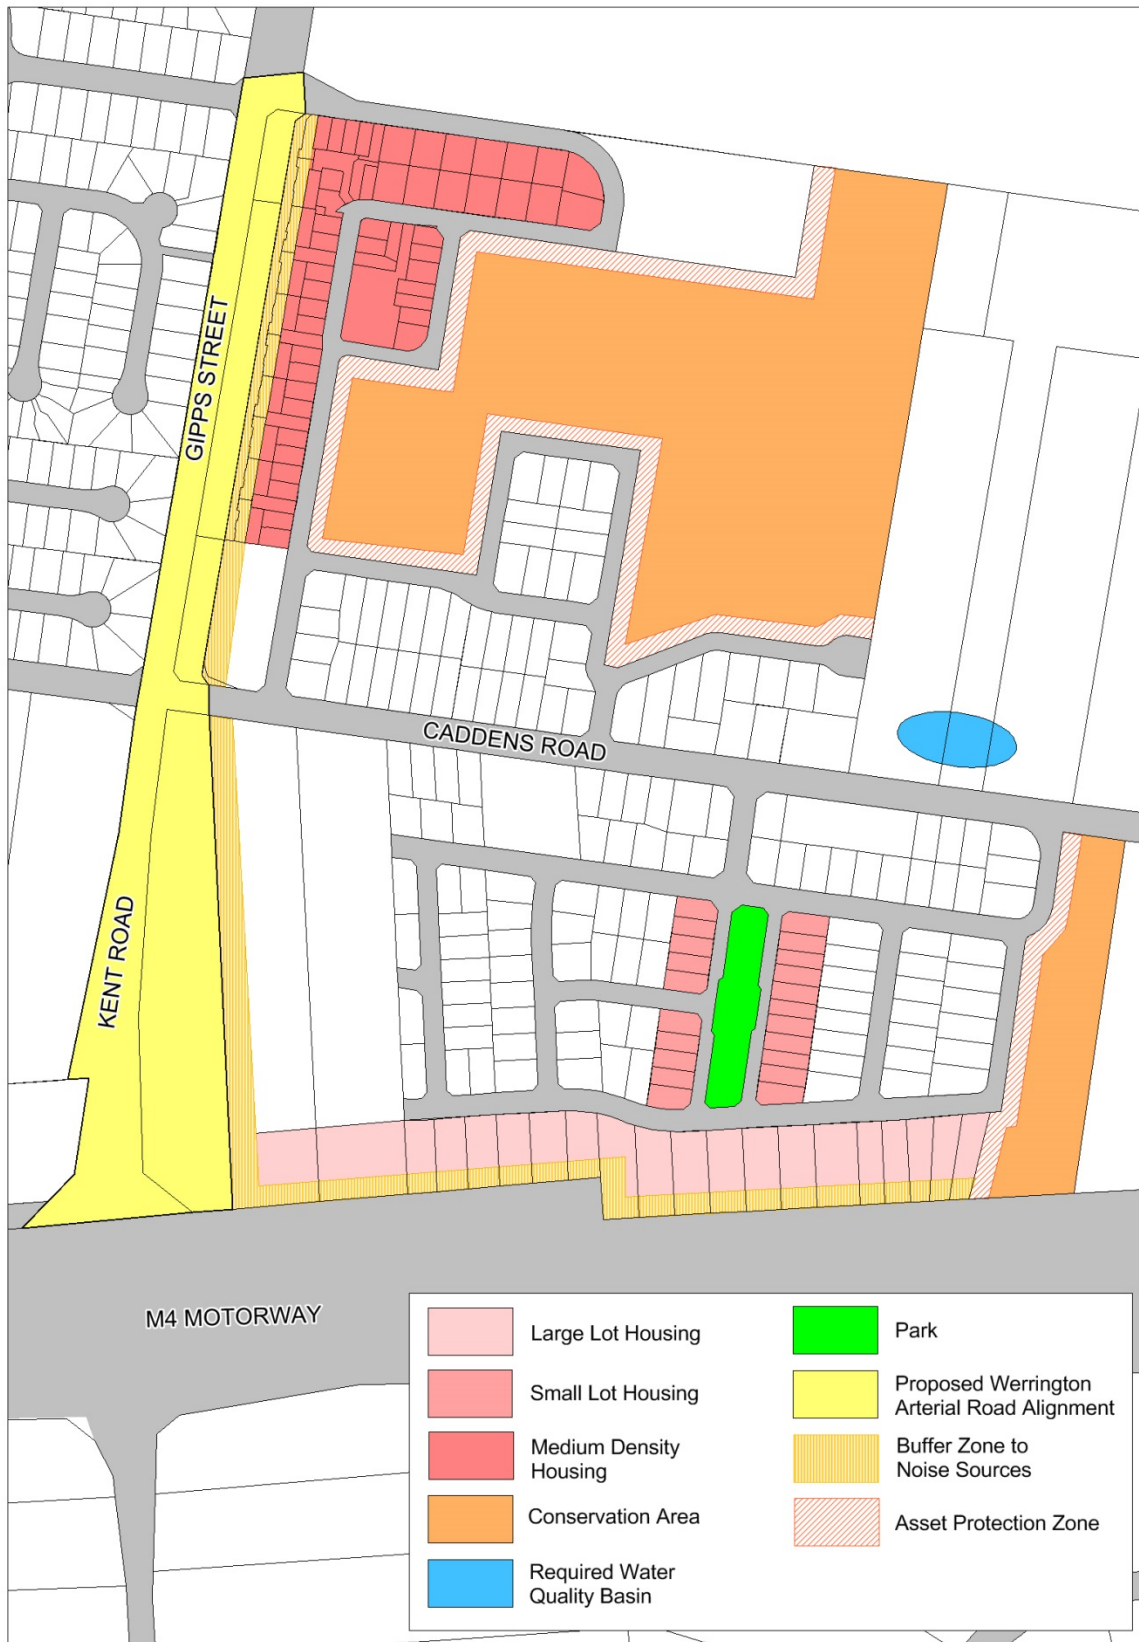 GIPPS STREET
CADDENS ROAD
KENT ROAD
M4 MOTORWAY
Large Lot Housing
Small Lot Housing
Medium Density
Housing
Conservation Area
Required Water
Quality Basin
Park
Proposed Werrington
Arterial Road Alignment
Buffer Zone to
Noise Sources
Asset Protection Zone